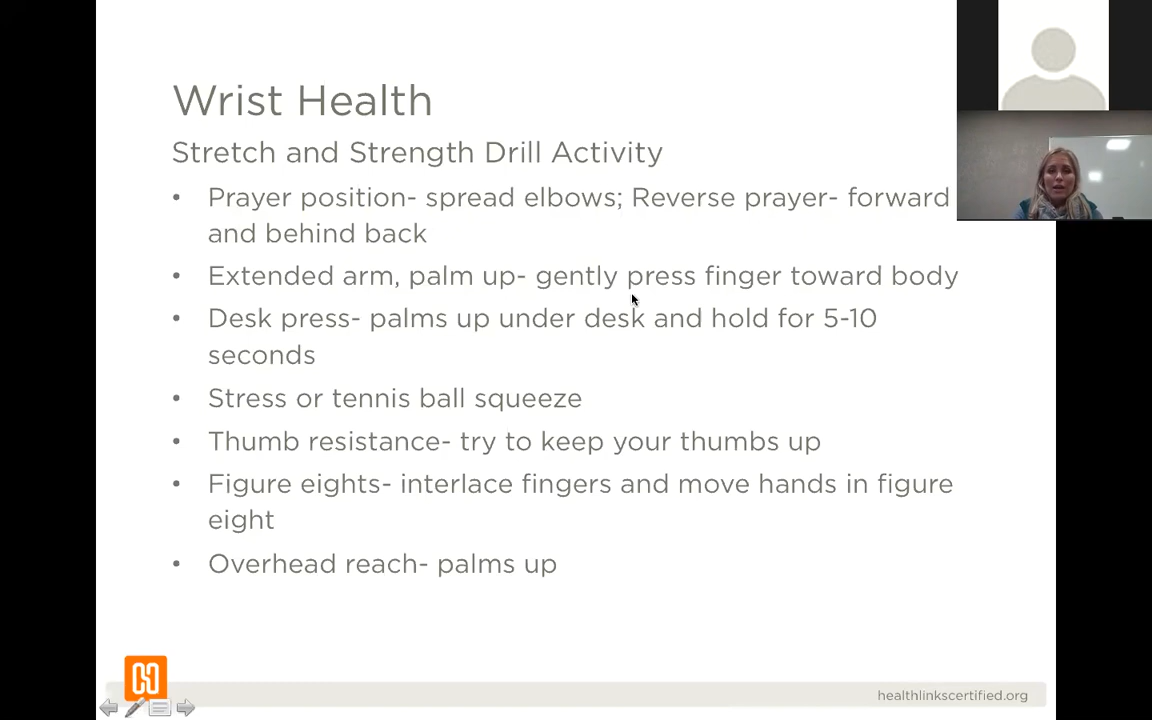 Wrist Health
Stretch and Strength Drill Activity
• Prayer position- spread elbows; Reverse prayer- forward
and behind back
• Extended arm, palm up- gently press finger toward body
• Desk press- palms up under desk and hold for 5-10
seconds
• Stress or tennis ball squeeze
• Thumb resistance- try to keep your thumbs up
• Figure eights- interlace fingers and move hands in figure
eight
• Overhead reach- palms up
healthlinkscertified.org